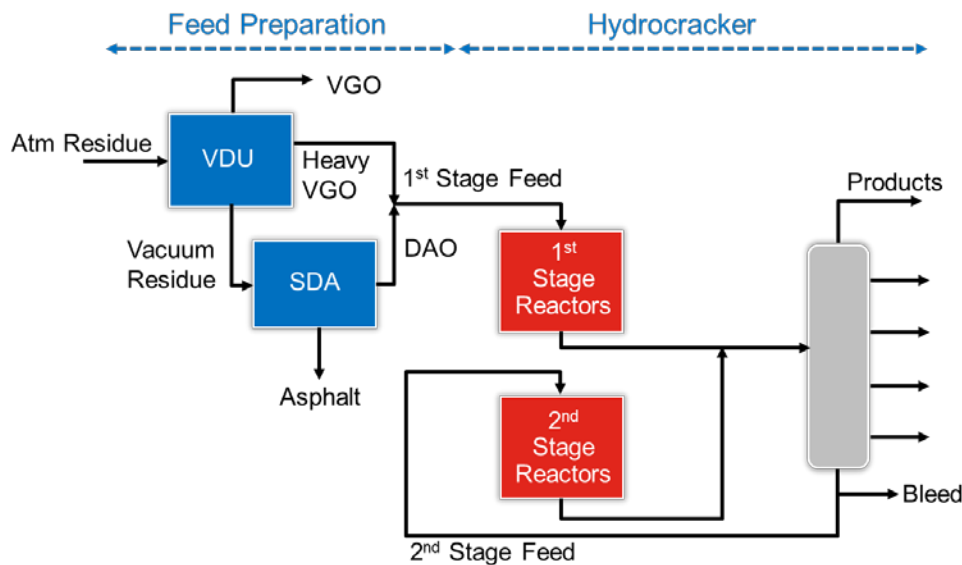 Feed Preparation
Hydrocracker
VGO
Atm Residue
VDU
Heavy
VGO
1st Stage Feed
Products
Vacuum
Residue
SDA
DAO
1st
Stage
Reactors
Asphalt
2nd
Stage
Reactors
Bleed
2nd Stage Feed